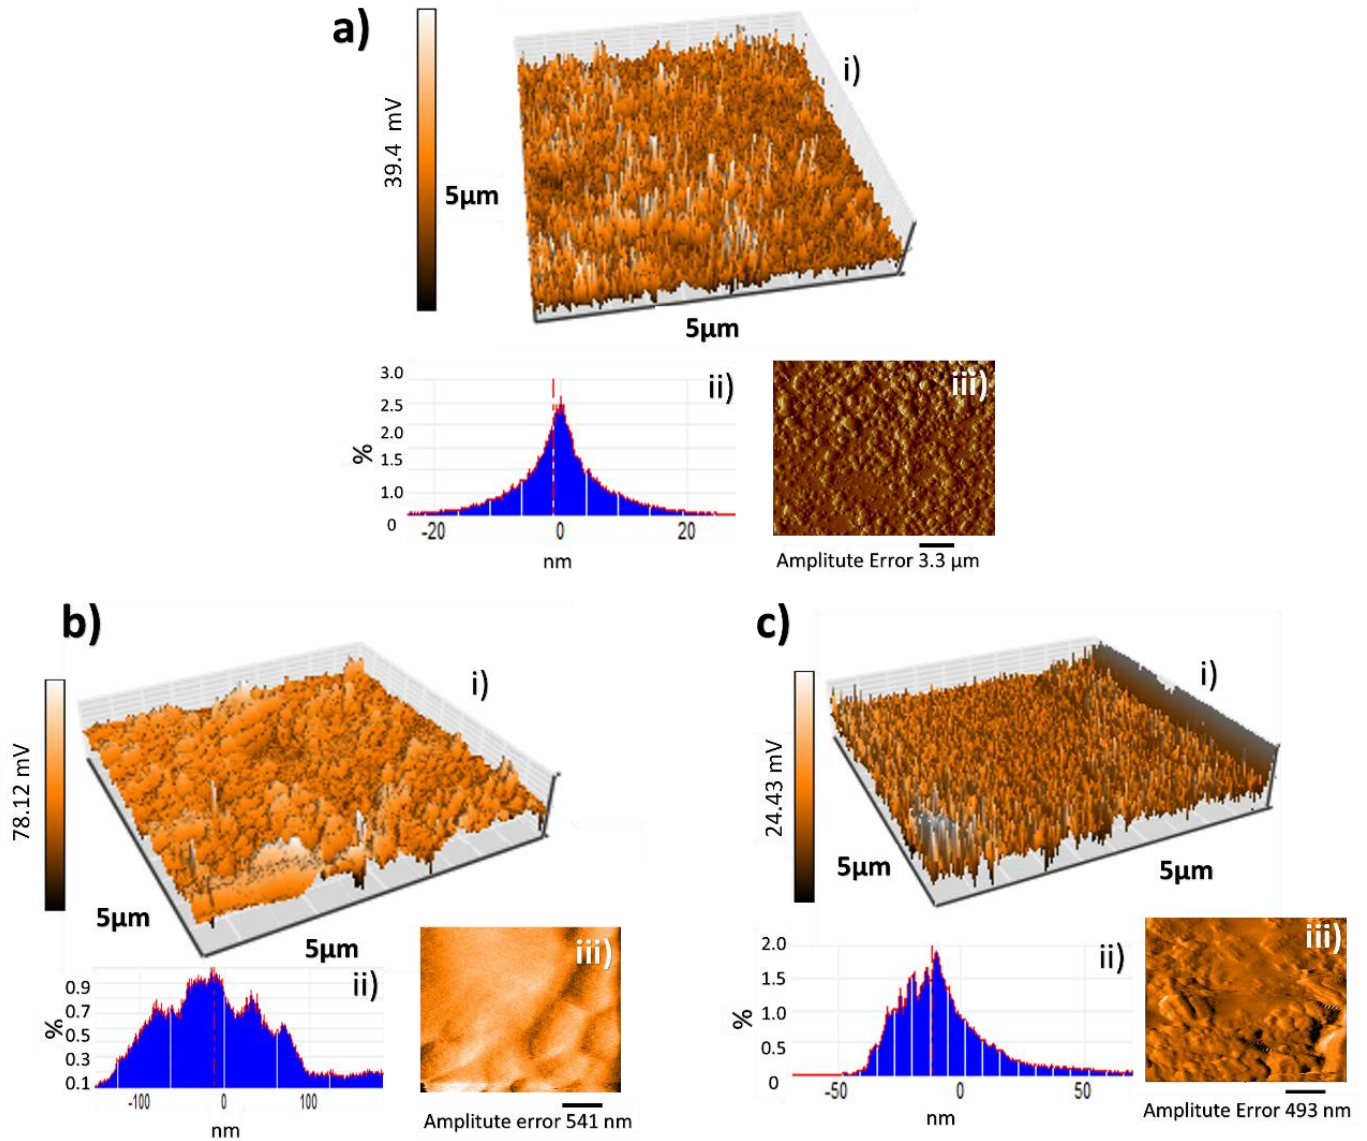 a)
i)
39.4 mV
5µm
5µm
3.0
2.5
2.0
1.5
1.0
0
%
-20 0 20
nm
ii)
iii)
Amplitute Error 3.3 µm
b)
i)
78.12 mV
5µm
5µm
ii)
0.9
0.7
0.5
0.3
0.1
%
-100 0 100
nm
iii)
Amplitute error 541 nm
c)
i)
24.43 mV
5µm
5µm
2.0
1.5
1.0
0.5
0
%
-50 0 50
nm
ii)
iii)
Amplitute Error 493 nm